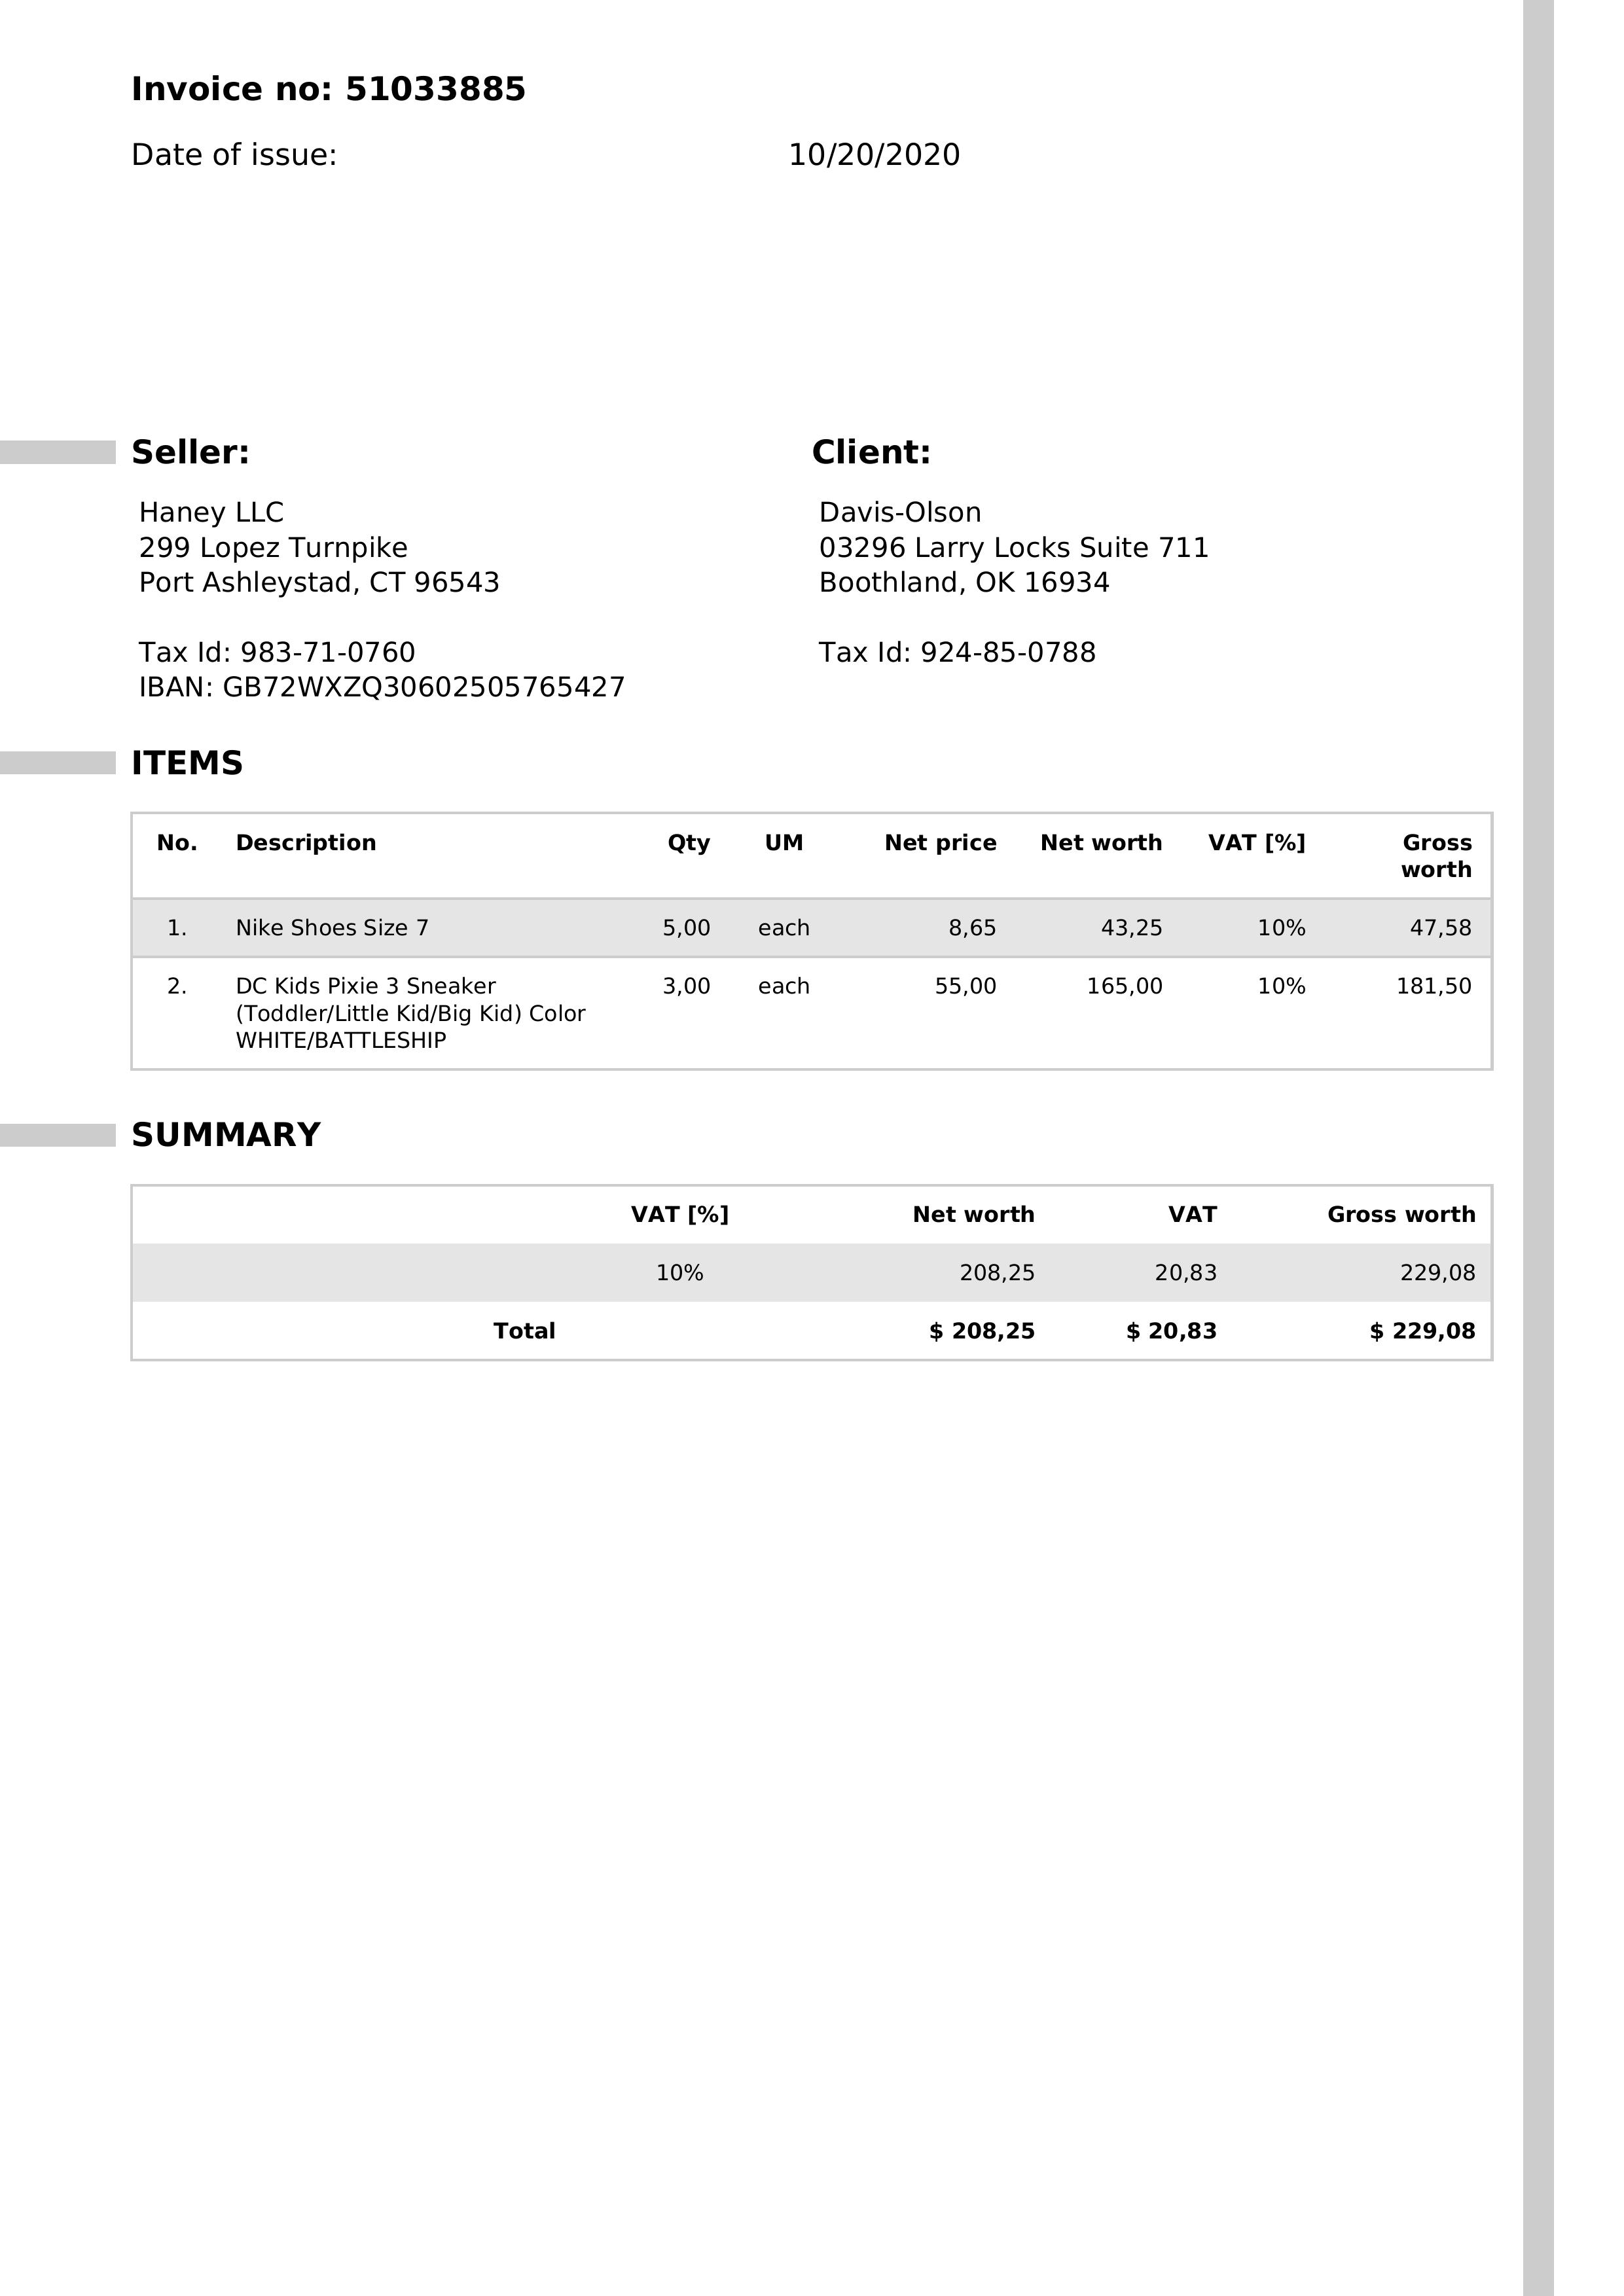 Invoice no: 51033885
Date of issue: 10/20/2020
Seller:
Haney LLC
299 Lopez Turnpike
Port Ashleystad, CT 96543
Tax Id: 983-71-0760
IBAN: GB72WXZQ30602505765427
Client:
Davis-Olson
03296 Larry Locks Suite 711
Boothland, OK 16934
Tax Id: 924-85-0788
ITEMS
No. Description Qty UM Net price Net worth VAT [%] Gross
worth
1. Nike Shoes Size 7 5,00 each 8,65 43,25 10% 47,58
2. DC Kids Pixie 3 Sneaker 3,00 each 55,00 165,00 10% 181,50
(Toddler/Little Kid/Big Kid) Color
WHITE/BATTLESHIP
SUMMARY
VAT [%] Net worth VAT Gross worth
10% 208,25 20,83 229,08
Total $ 208,25 $ 20,83 $ 229,08